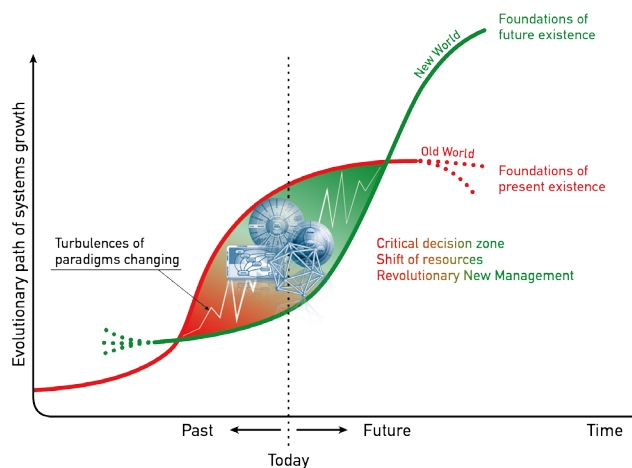 Foundations of
future existence
New World
Old World
Foundations of
present existence
Evolutionary path of systems growth
Turbulences of
paradigms changing
Critical decision zone
Shift of resources
Revolutionary New Management
Past
Future
Time
Today